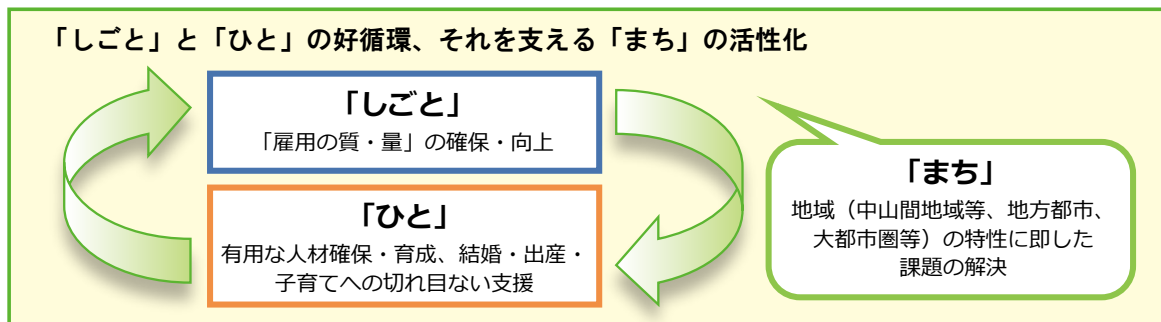 「しごと」と「ひと」の好循環、それを支える「まち」の活性化
「しごと」
「雇用の質・量」の確保・向上
「ひと」
有用な人材確保・育成、結婚・出産・
子育てへの切れ目ない支援
「まち」
地域（中山間地域等、地方都市、
大都市圏等）の特性に即した
課題の解決